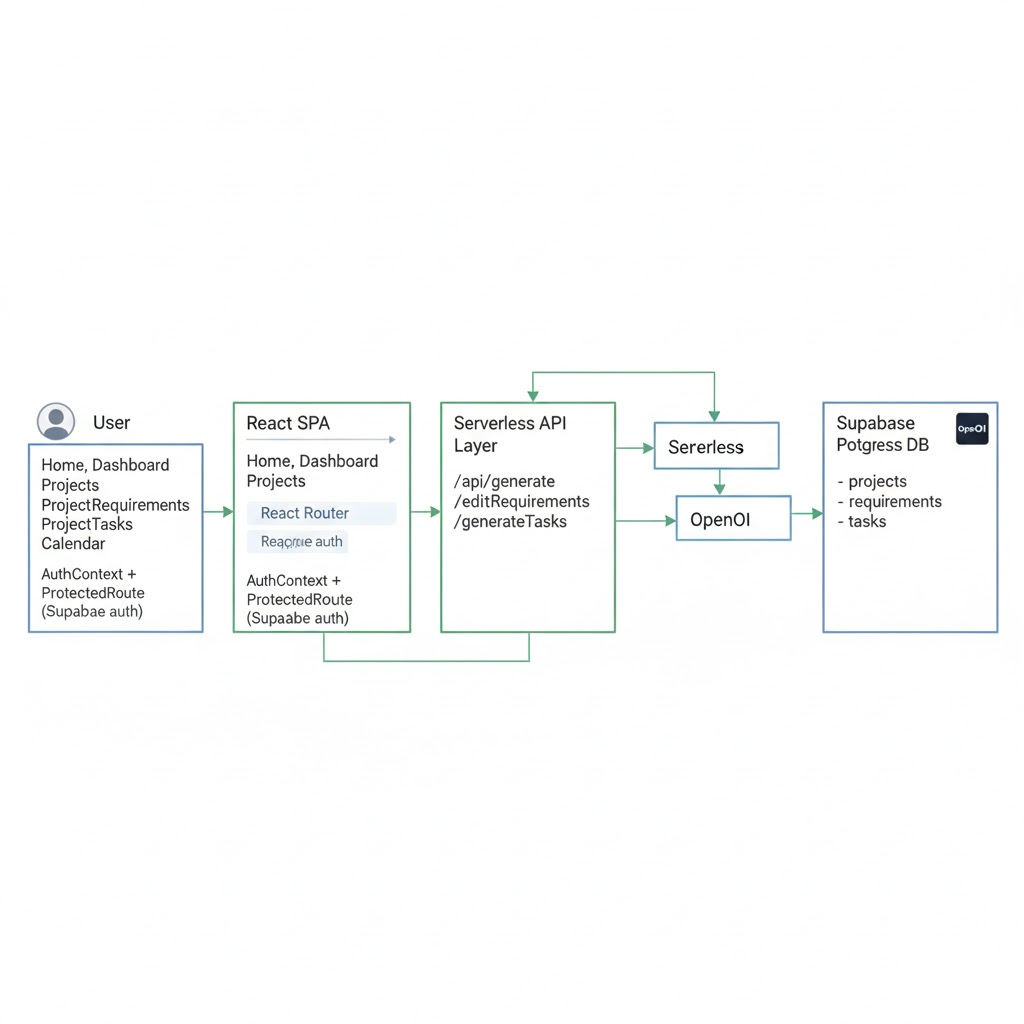 User
Home, Dashboard
Projects
ProjectRequirements
ProjectTasks
Calendar
AuthContext +
ProtectedRoute
(Supabae auth)
React SPA
Home, Dashboard
Projects
React Router
auth
AuthContext +
ProtectedRoute
(Supaabe auth)
Serverless API
Layer
/api/generate
/editRequirements
/generateTasks
Sererless
OpenOI
Supabase
Potgress DB
OpsOI
- projects
- requirements
- tasks